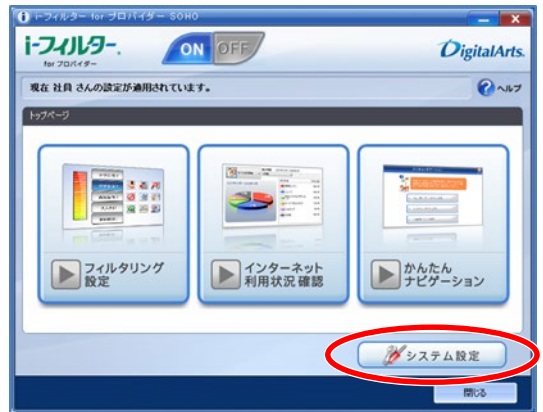 i-フィルター for プロバイダー SOHO
i-フィルター.
for プロバイダー
ON OFF
DigitalArts.
現在 社員 さんの設定が適用されています。
ヘルプ
トップページ
フィルタリング
設定
インターネット
利用状況確認
かんたん
ナビゲーション
システム設定
閉じる